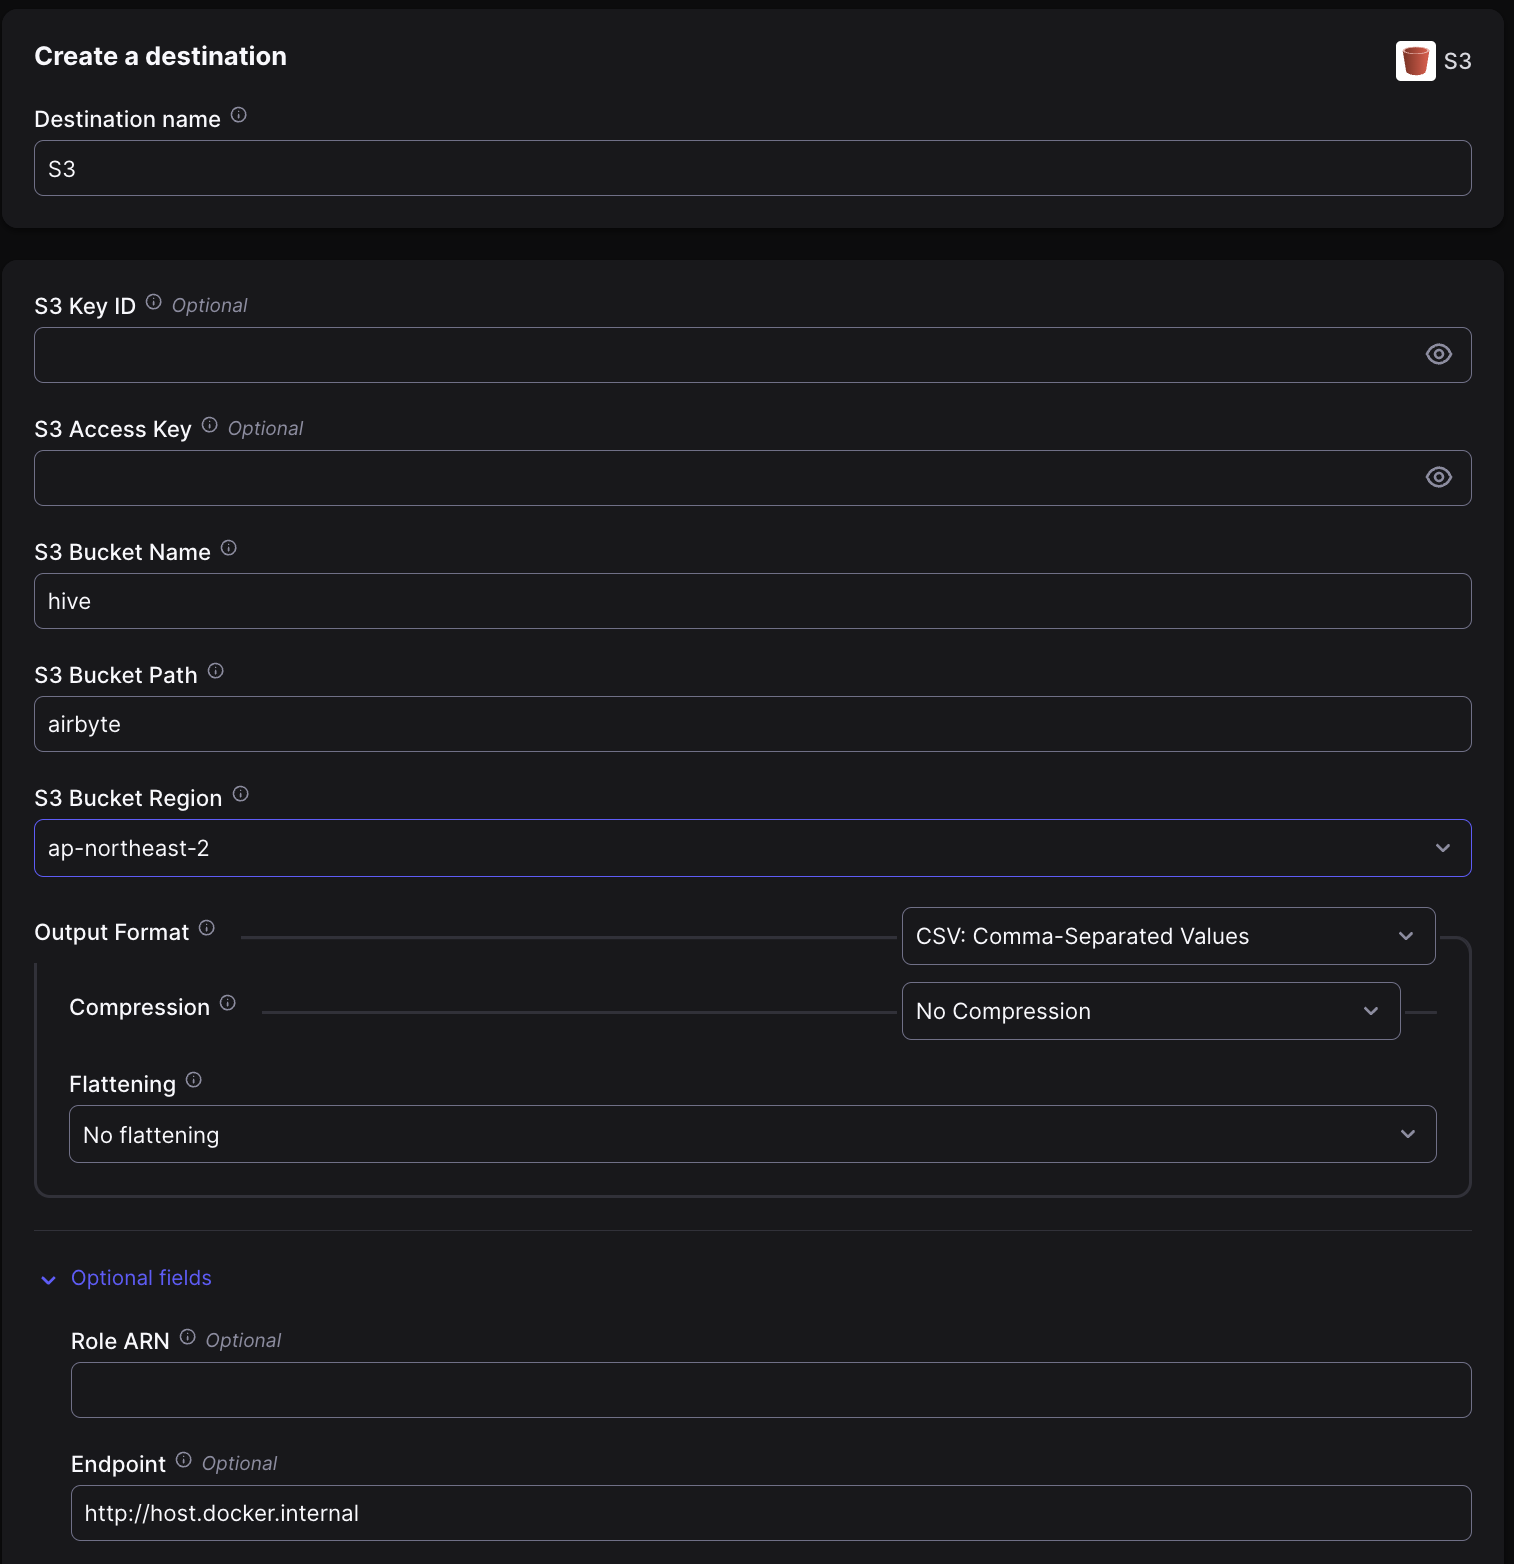 Create a destination
S3
Destination name
S3
S3 Key ID Optional
S3 Access Key Optional
S3 Bucket Name
hive
S3 Bucket Path
airbyte
S3 Bucket Region
ap-northeast-2
Output Format
CSV: Comma-Separated Values
Compression
No Compression
Flattening
No flattening
Optional fields
Role ARN Optional
Endpoint Optional
http://host.docker.internal